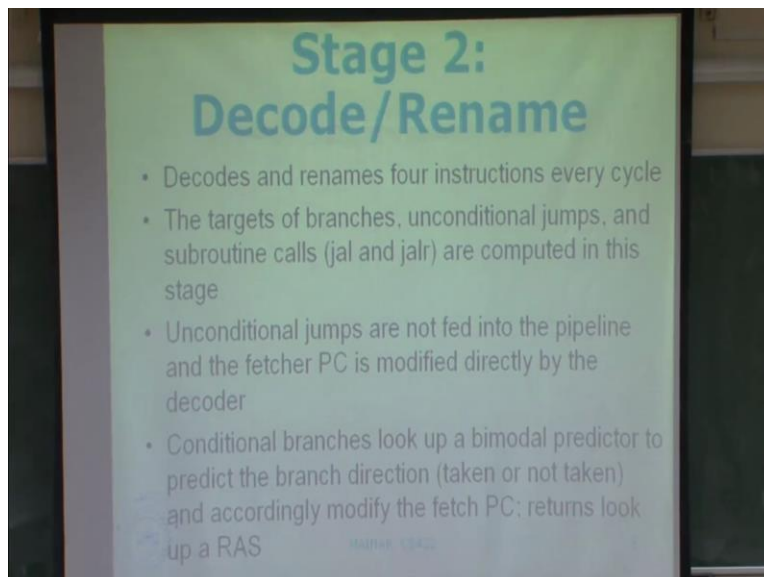 Stage 2:
Decode/Rename
• Decodes and renames four instructions every cycle
• The targets of branches, unconditional jumps, and
subroutine calls (jal and jalr) are computed in this
stage
• Unconditional jumps are not fed into the pipeline
and the fetcher PC is modified directly by the
decoder
• Conditional branches look up a bimodal predictor to
predict the branch direction (taken or not taken)
and accordingly modify the fetch PC; returns look
up a RAS